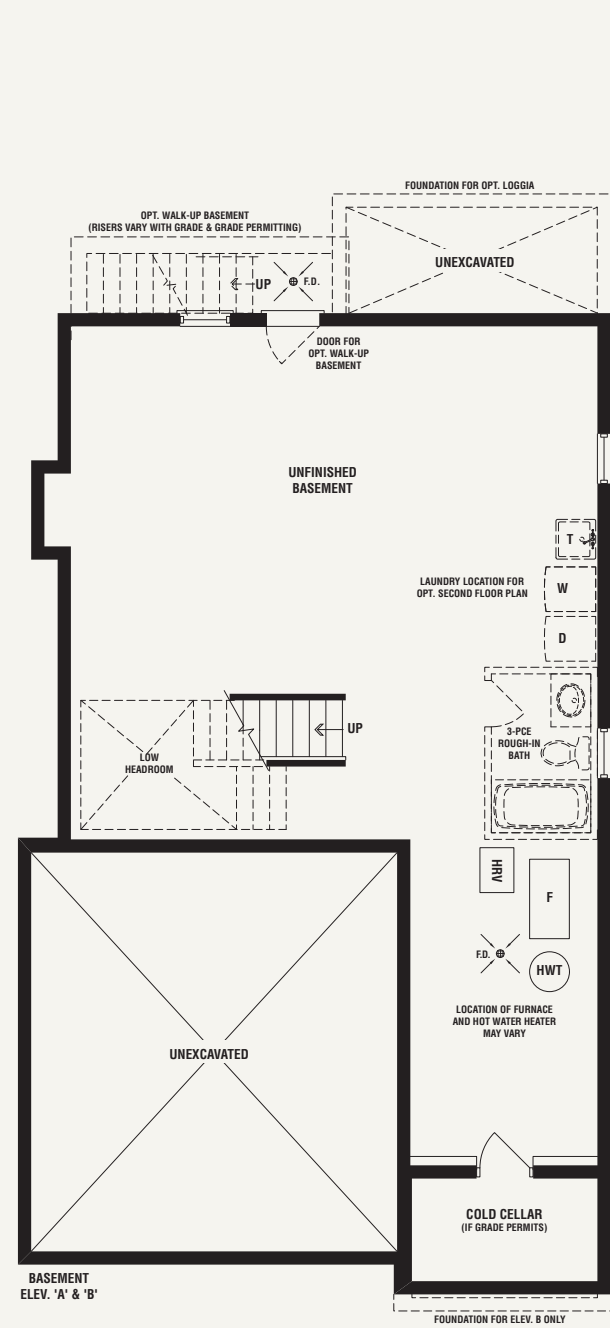 FOUNDATION FOR OPT. LOGGIA
OPT. WALK-UP BASEMENT
(RISERS VARY WITH GRADE & GRADE PERMITTING)
UNEXCAVATED
UP
F.D.
DOOR FOR
OPT. WALK-UP
BASEMENT
UNFINISHED
BASEMENT
T
LAUNDRY LOCATION FOR
OPT. SECOND FLOOR PLAN
W
D
UP
3-PCE
ROUGH-IN
BATH
LOW
HEADROOM
HRV
F
F.D.
HWT
LOCATION OF FURNACE
AND HOT WATER HEATER
MAY VARY
UNEXCAVATED
COLD CELLAR
(IF GRADE PERMITS)
BASEMENT
ELEV. 'A' & 'B'
FOUNDATION FOR ELEV. B ONLY